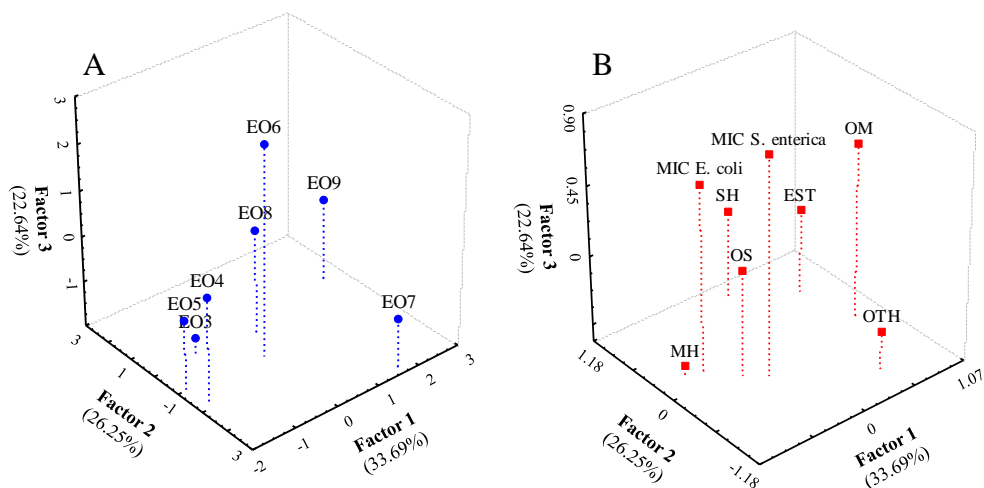 A
3
2
1
0
-1
Factor 3
(22.64%)
EO6
EO9
EO8
EO4
EO5
EO3
EO7
3
1
-1
3
Factor 2
(26.25%)
-2
-1
0
1
2
3
Factor 1
(33.69%)
B
0.90
0.45
0
Factor 3
(22.64%)
OM
MIC S. enterica
MIC E. coli
SH
EST
OS
OTH
MH
1.18
0
-1.18
Factor 2
(26.25%)
0
1.07
Factor 1
(33.69%)